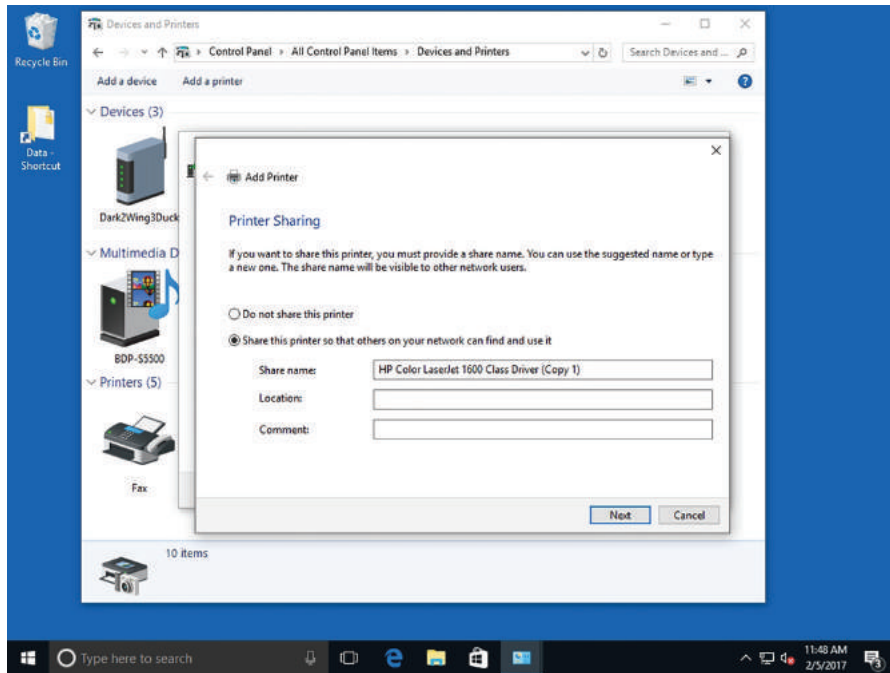 Recycle Bin
Data -
Shortcut
Devices and Printers
Control Panel > All Control Panel Items > Devices and Printers
Search Devices and ...
Add a device Add a printer
Devices (3)
Dark2Wing3Duck
Multimedia D
BDP-S5500
Printers (5)
Fax
10 items
Add Printer
Printer Sharing
If you want to share this printer, you must provide a share name. You can use the suggested name or type
a new one. The share name will be visible to other network users.
Do not share this printer
Share this printer so that others on your network can find and use it
Share name: HP Color LaserJet 1600 Class Driver (Copy 1)
Location:
Comment:
Next Cancel
Type here to search
11:48 AM
2/5/2017
3